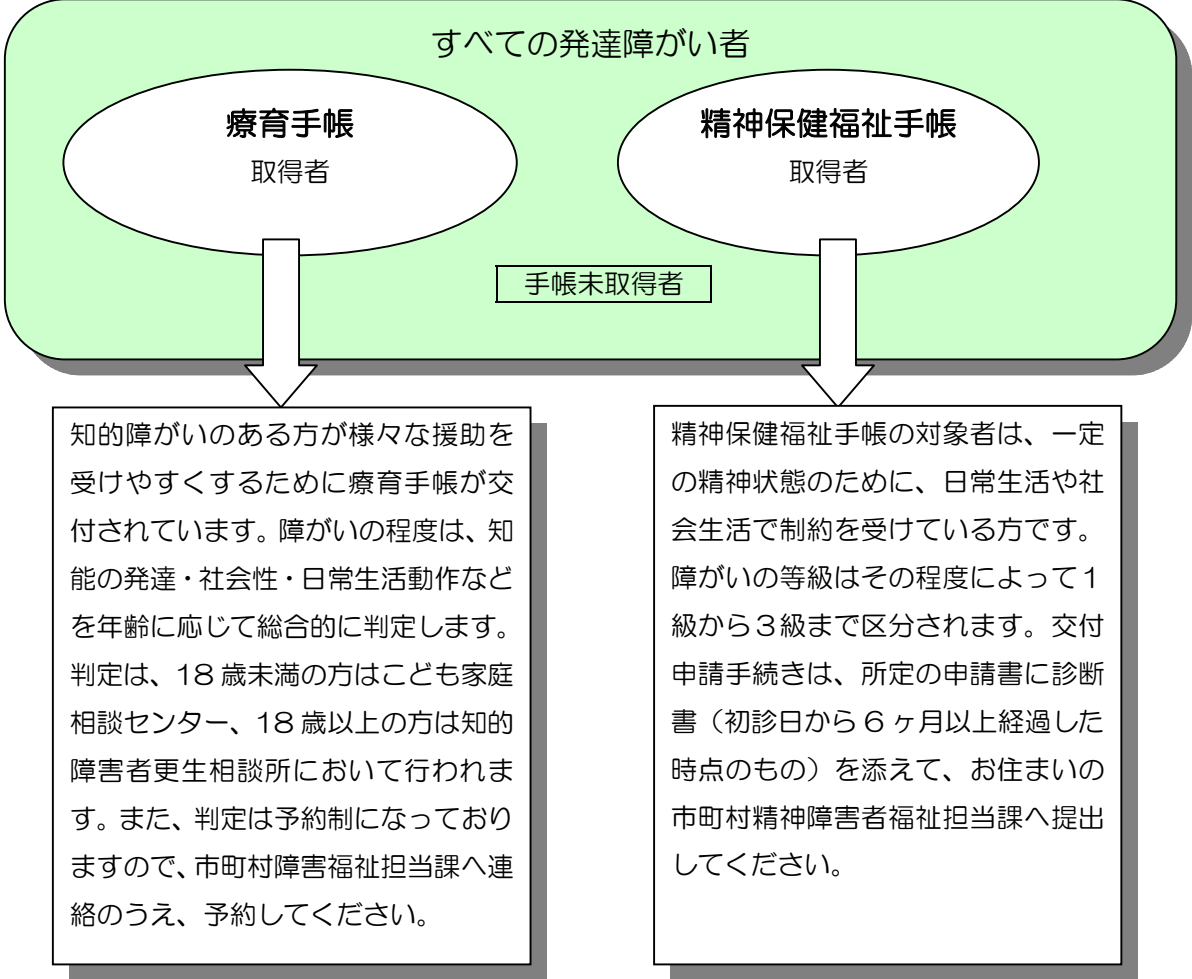 すべての発達障がい者
療育手帳
取得者
精神保健福祉手帳
取得者
手帳未取得者
知的障がいのある方が様々な援助を
受けやすくするために療育手帳が交
付されています。障がいの程度は、知
能の発達・社会性・日常生活動作など
を年齢に応じて総合的に判定します。
判定は、18 歳未満の方はこども家庭
相談センター、18 歳以上の方は知的
障害者更生相談所において行われま
す。また、判定は予約制になっており
ますので、市町村障害福祉担当課へ連
絡のうえ、予約してください。
精神保健福祉手帳の対象者は、一定
の精神状態のために、日常生活や社
会生活で制約を受けている方です。
障がいの等級はその程度によって1
級から3級まで区分されます。交付
申請手続きは、所定の申請書に診断
書（初診日から 6 ヶ月以上経過した
時点のもの）を添えて、お住まいの
市町村精神障害者福祉担当課へ提出
してください。